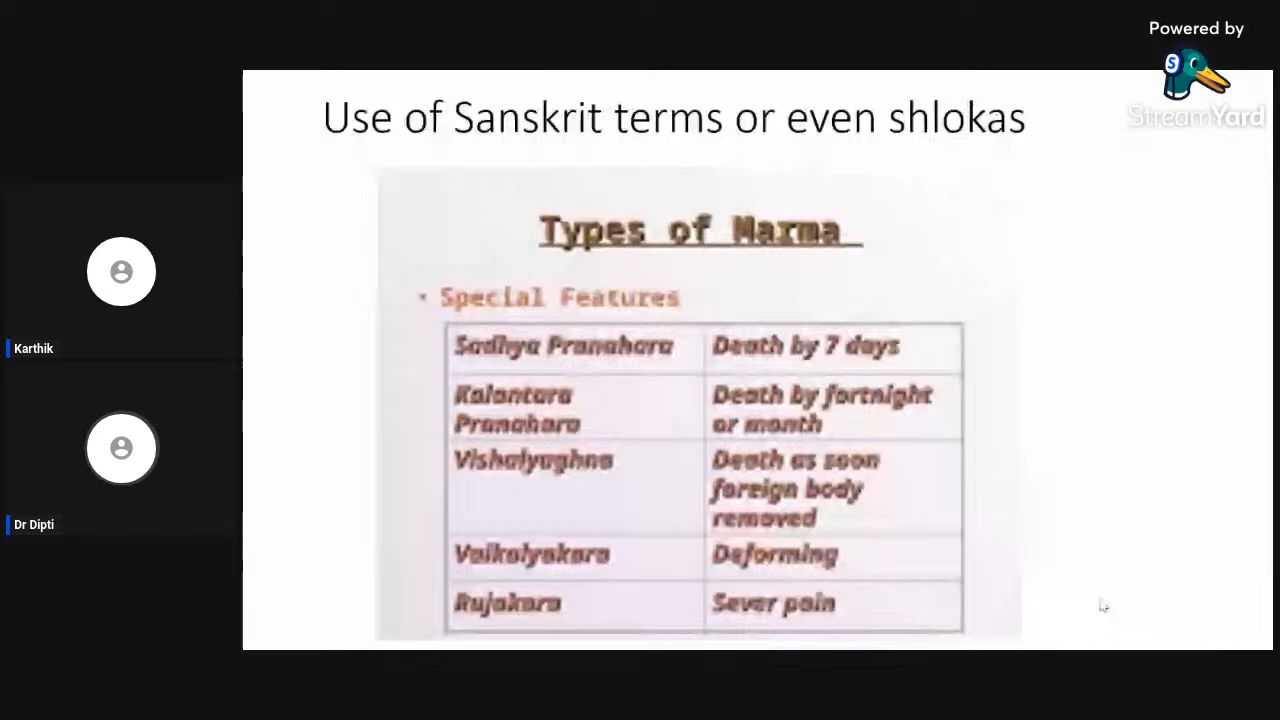 Powered by
StreamYard
Use of Sanskrit terms or even shlokas
Types of Marma
• Special Features
Sadhya Pranahara
Death by 7 days
Kalantara
Pranahara
Death by fortnight
or month
Vishalyaghna
Death as soon
foreign body
removed
Vaikalyakara
Deforming
Rujakara
Sever pain
Karthik
Dr Dipti